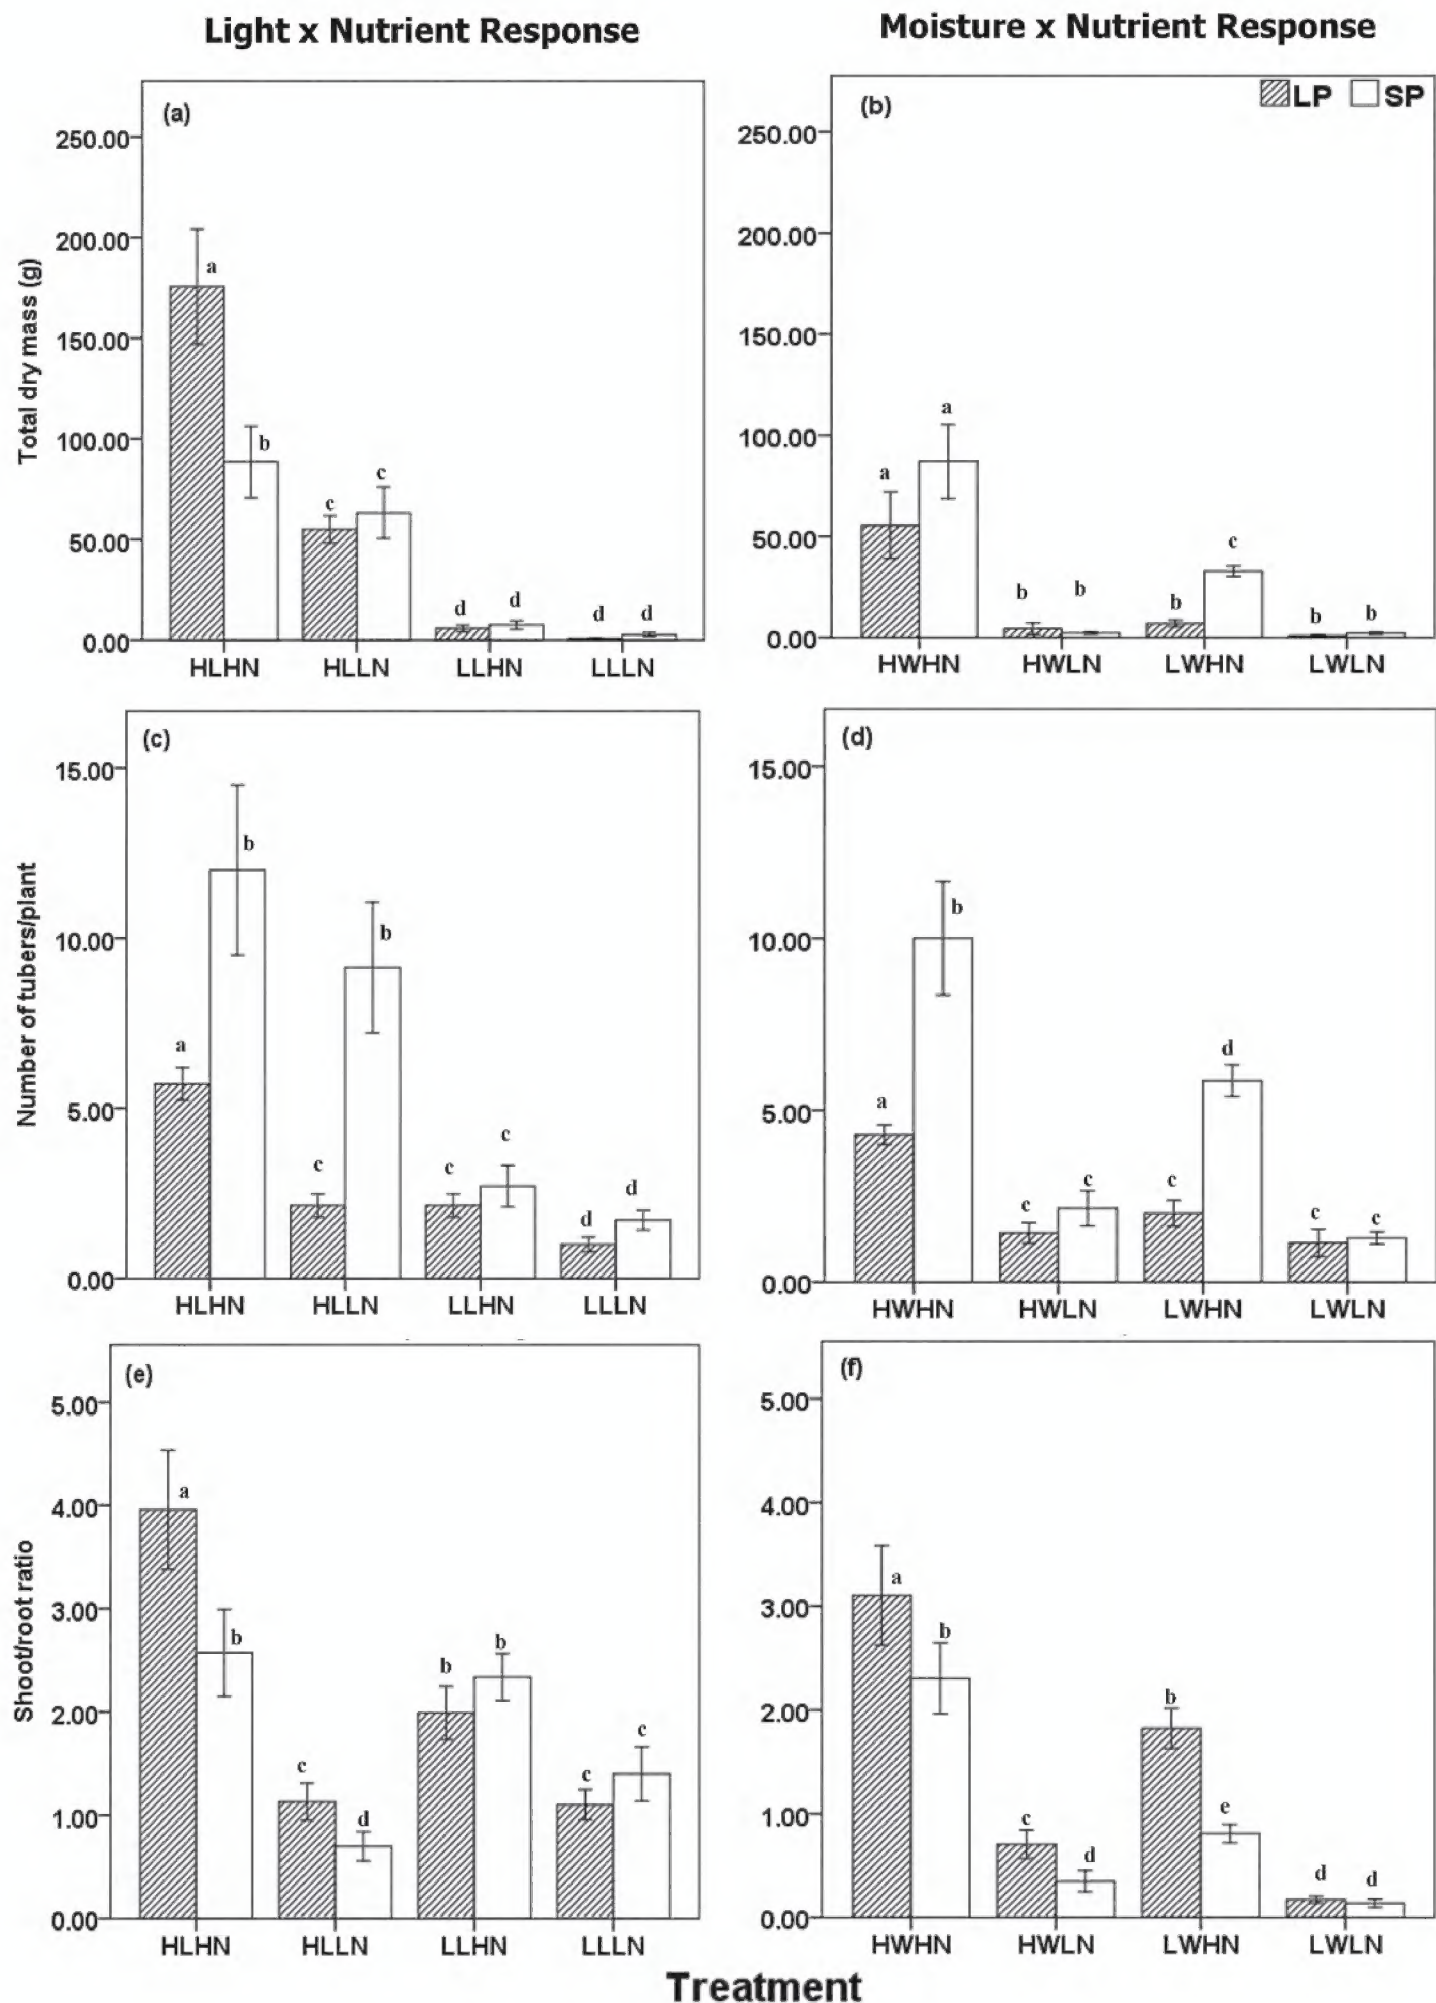 Light x Nutrient Response
Moisture x Nutrient Response
(a)
250.00
200.00
150.00
100.00
50.00
0.00
Total dry mass (g)
a
b
c
c
d
d
d
d
HLHN HLLN LLHN LLLN
(b)
LP SP
250.00
200.00
150.00
100.00
50.00
0.00
a
a
b
b
b
c
b
b
HWHN HWLN LWHN LWLN
(c)
15.00
10.00
5.00
0.00
Number of tubers/plant
a
b
c
b
c
c
d
d
HLHN HLLN LLHN LLLN
(d)
15.00
10.00
5.00
0.00
a
b
c
c
c
d
c
c
HWHN HWLN LWHN LWLN
(e)
5.00
4.00
3.00
2.00
1.00
0.00
Shoot/root ratio
a
b
c
d
b
b
c
c
HLHN HLLN LLHN LLLN
(f)
5.00
4.00
3.00
2.00
1.00
0.00
a
b
c
d
b
e
d
d
HWHN HWLN LWHN LWLN
Treatment